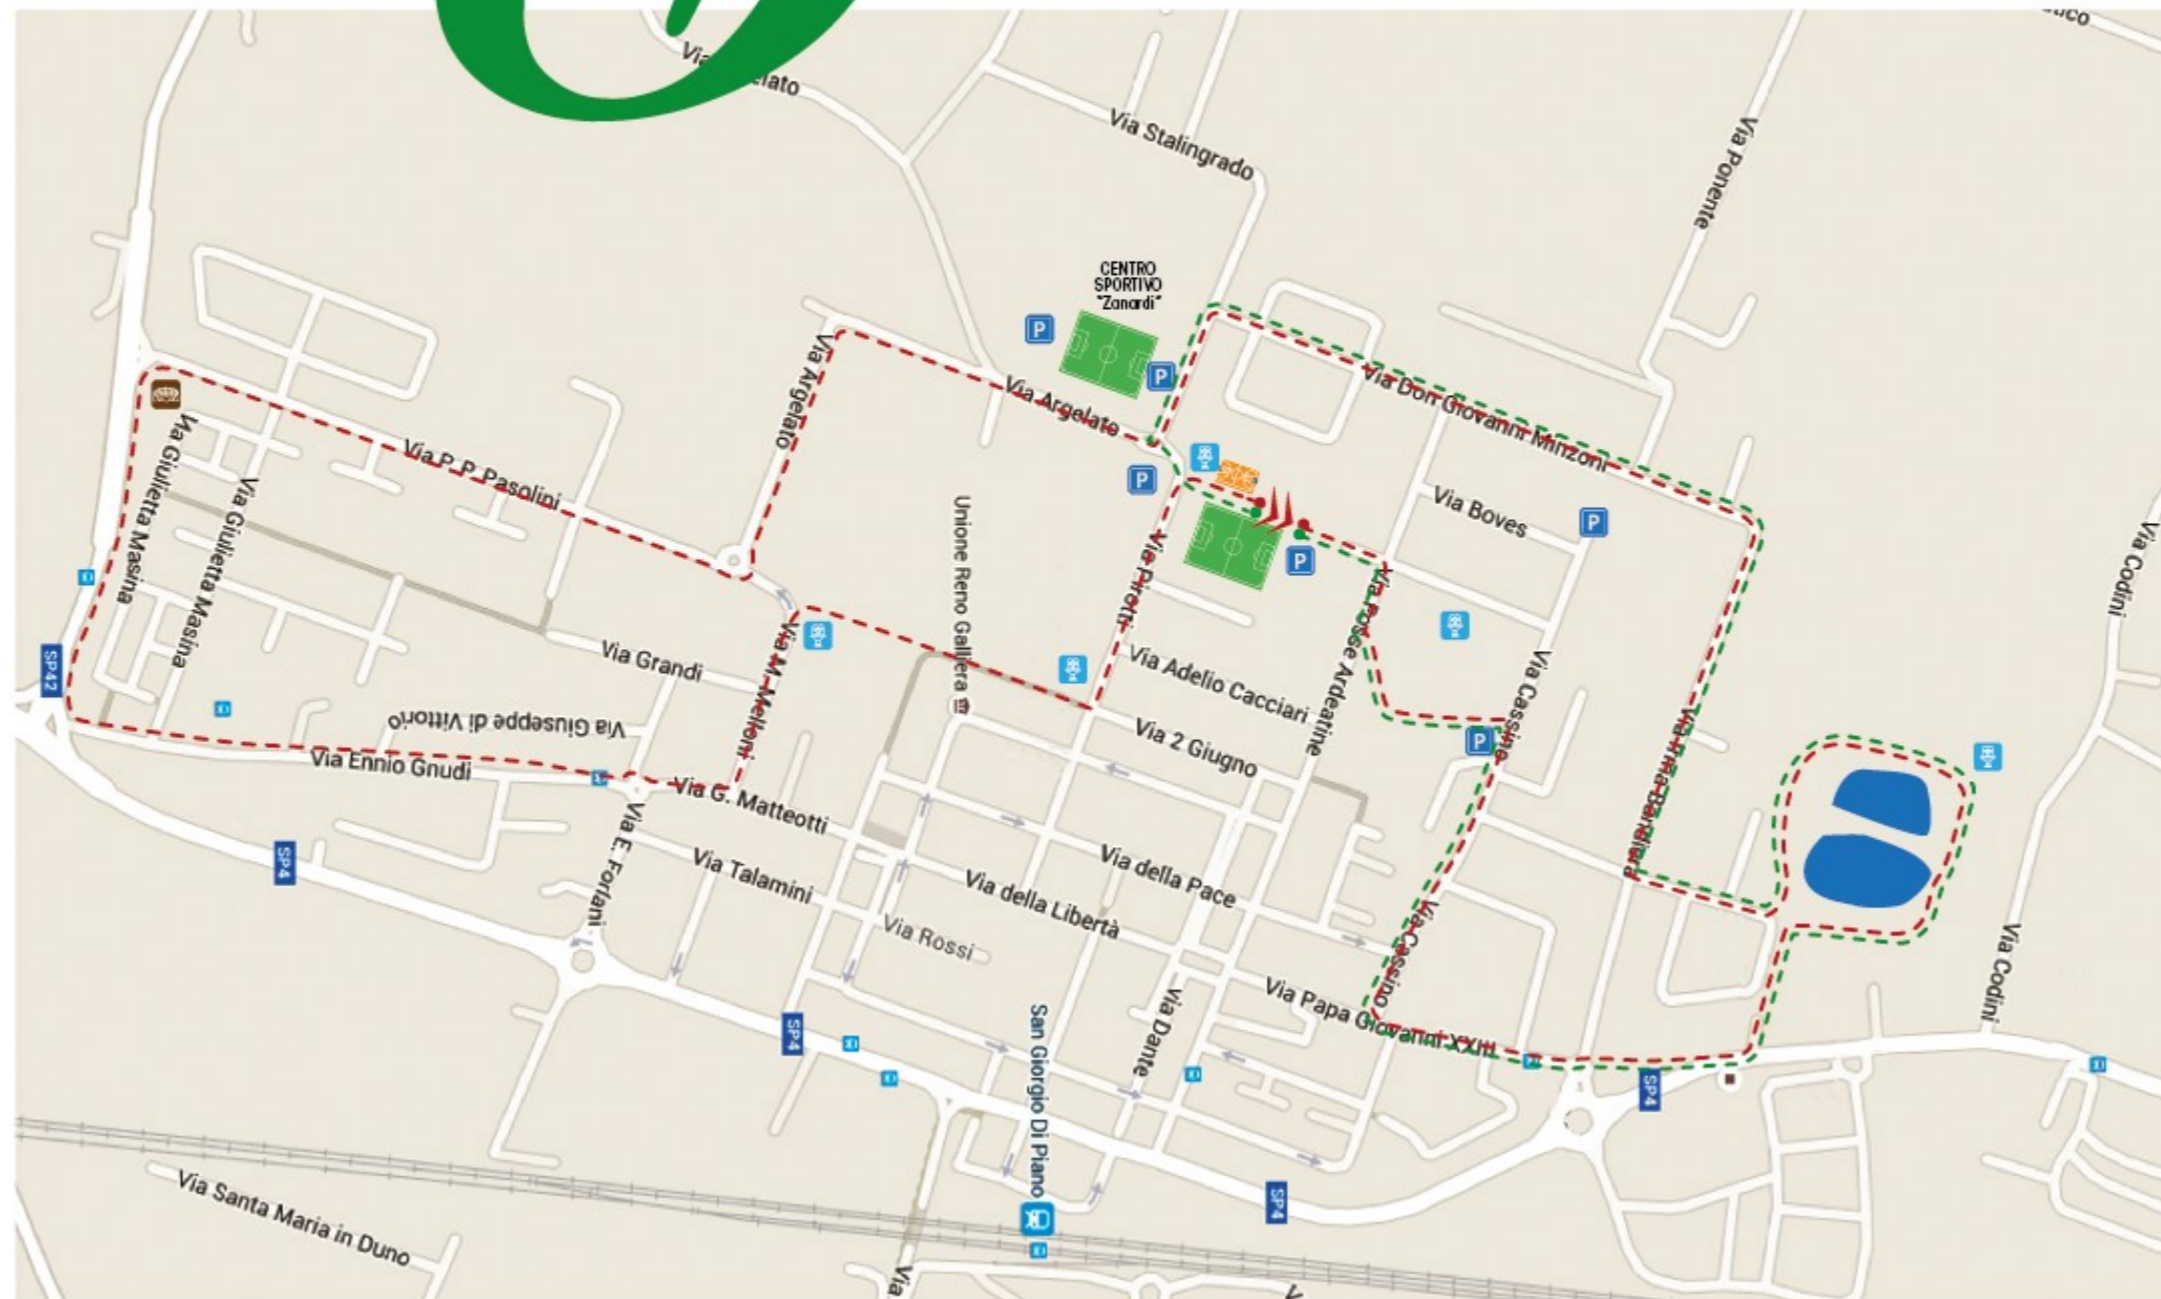 Via Stalingrado
Via Ponente
CENTRO
SPORTIVO
"Zanardi"
P
P
Via Argelato
Via Argelato
Via Don Giovanni Minzoni
Via P. P. Pasolini
Via Giulietta Masina
Via Giulietta Masina
P
Via Boves
P
Via Codini
Unione Reno Galliera
Via Pirotti
P
Via Fosse Ardeatine
SP42
Via Grandi
Via M. Melloni
Via Adelio Cacciari
Via Cassino
Via Giuseppe di Vittorio
Via 2 Giugno
P
Via Irma Bandiera
Via Ennio Gnudi
Via G. Matteotti
SP4
Via E. Forlani
Via Talamini
Via della Pace
Via della Libertà
Via Rossi
Via Cassino
Via Codini
Via Papa Giovanni XXIII
Via Dante
SP4
San Giorgio Di Piano
SP4
Via Santa Maria in Duno
SP4
Via